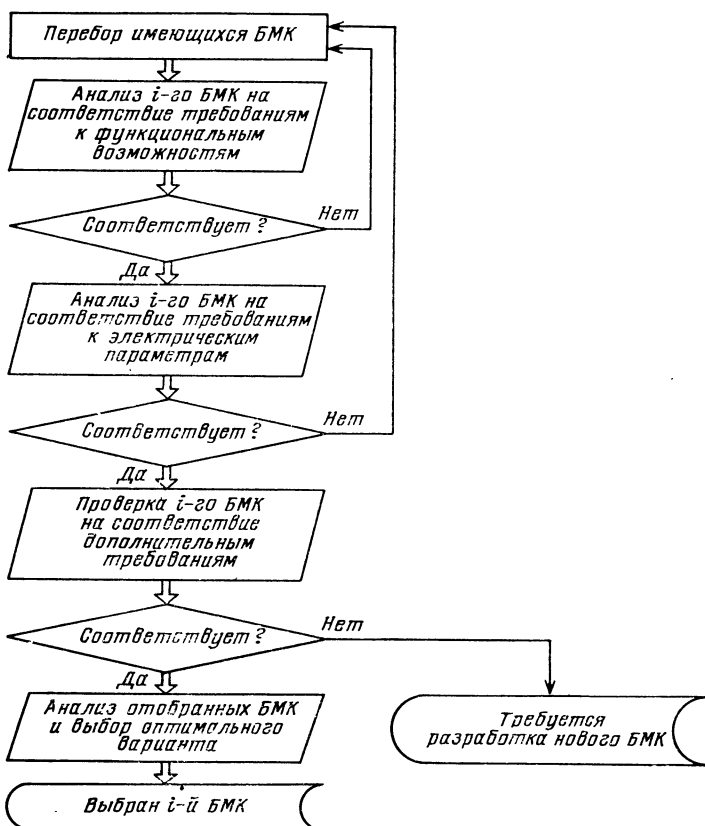 Перебор имеющихся БМК
Анализ i-го БМК на
соответствие требованиям
к функциональным
возможностям
Соответствует?
Нет
Да
Анализ i-го БМК на
соответствие требованиям
к электрическим
параметрам
Соответствует?
Нет
Да
Проверка i-го БМК
на соответствие
дополнительным
требованиям
Соответствует?
Нет
Да
Анализ отобранных БМК
и выбор оптимального
варианта
Требуется
разработка нового БМК
Выбран i-й БМК